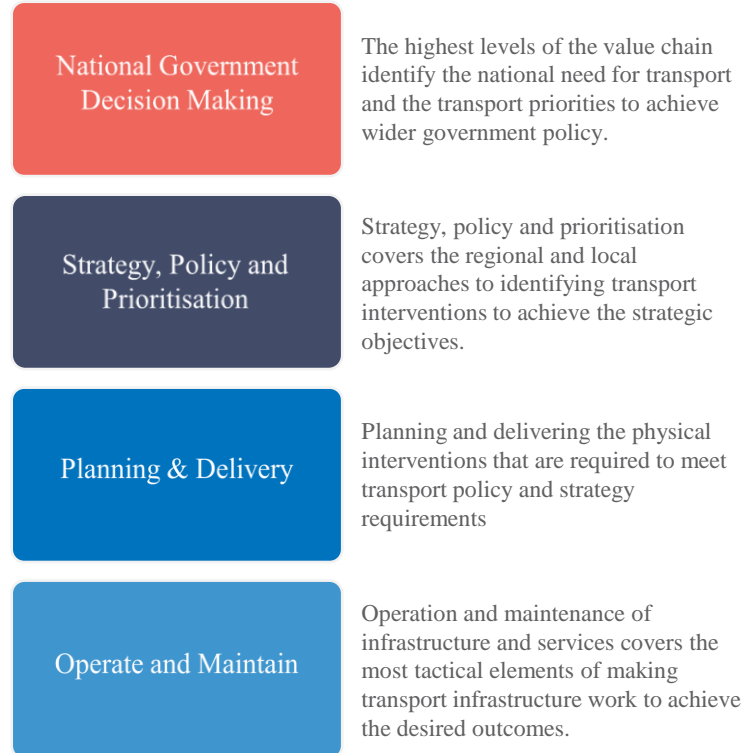 National Government
Decision Making
The highest levels of the value chain
identify the national need for transport
and the transport priorities to achieve
wider government policy.
Strategy, Policy and
Prioritisation
Strategy, policy and prioritisation
covers the regional and local
approaches to identifying transport
interventions to achieve the strategic
objectives.
Planning & Delivery
Planning and delivering the physical
interventions that are required to meet
transport policy and strategy
requirements
Operate and Maintain
Operation and maintenance of
infrastructure and services covers the
most tactical elements of making
transport infrastructure work to achieve
the desired outcomes.